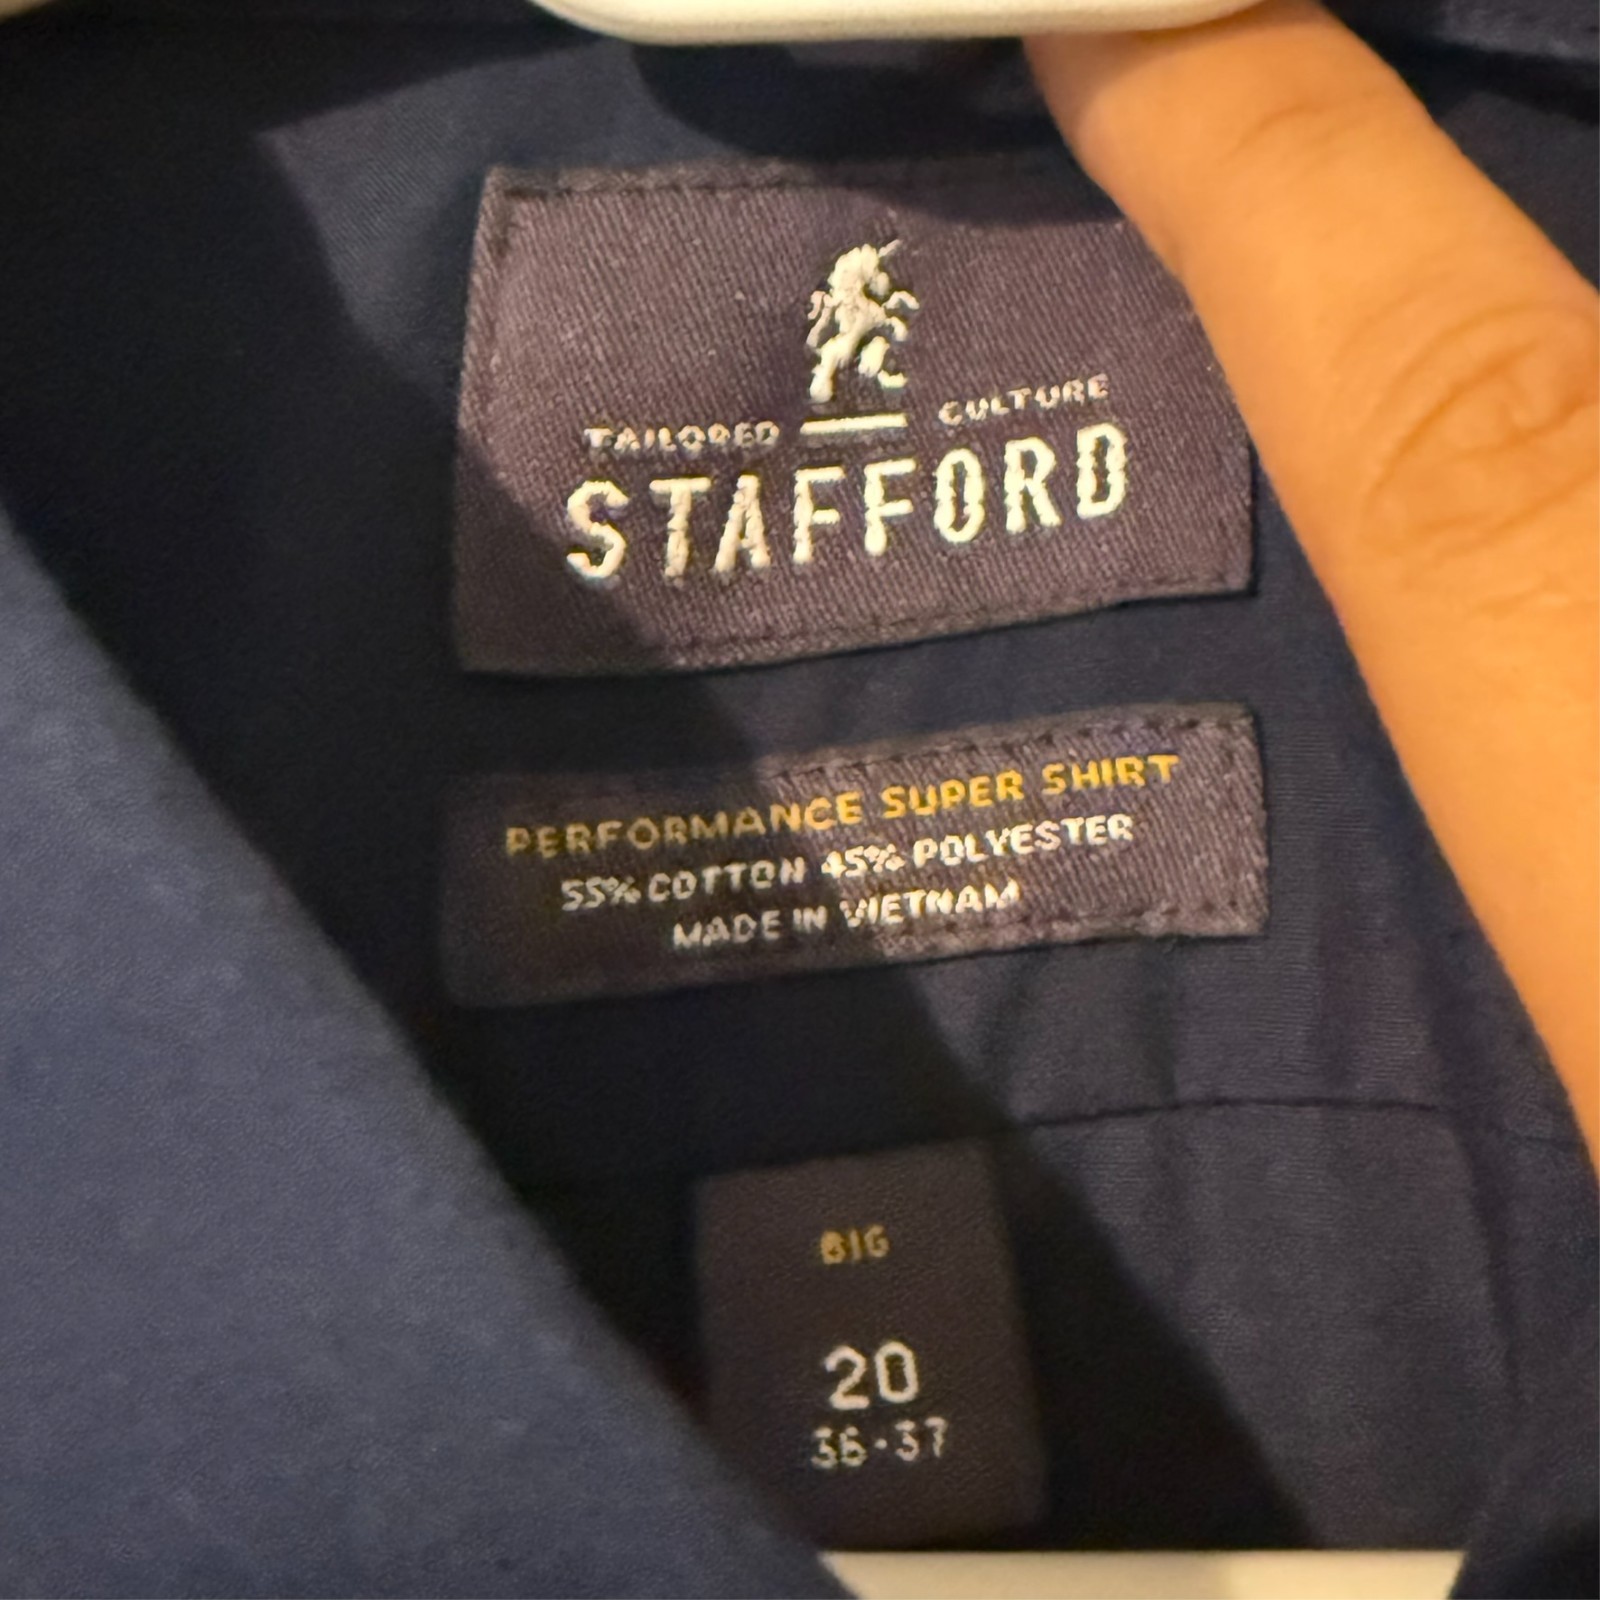 TAILORED CULTURE
STAFFORD
PERFORMANCE SUPER SHIRT
55% COTTON 45% POLYESTER
MADE IN VIETNAM
BIG
20
36-37